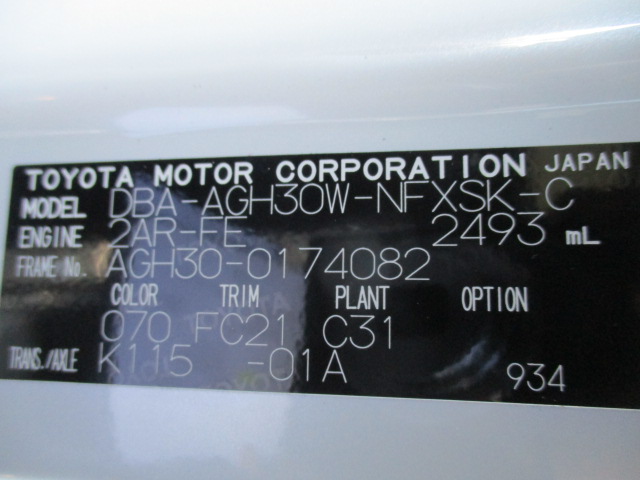 TOYOTA MOTOR CORPORATION JAPAN
MODEL DBA-AGH30W-NFXSK-C
ENGINE 2AR-FE 2493 mL
FRAME No. AGH30-0174082
COLOR TRIM PLANT OPTION
070 FC21 C31
TRANS./AXLE K115 -01A 934